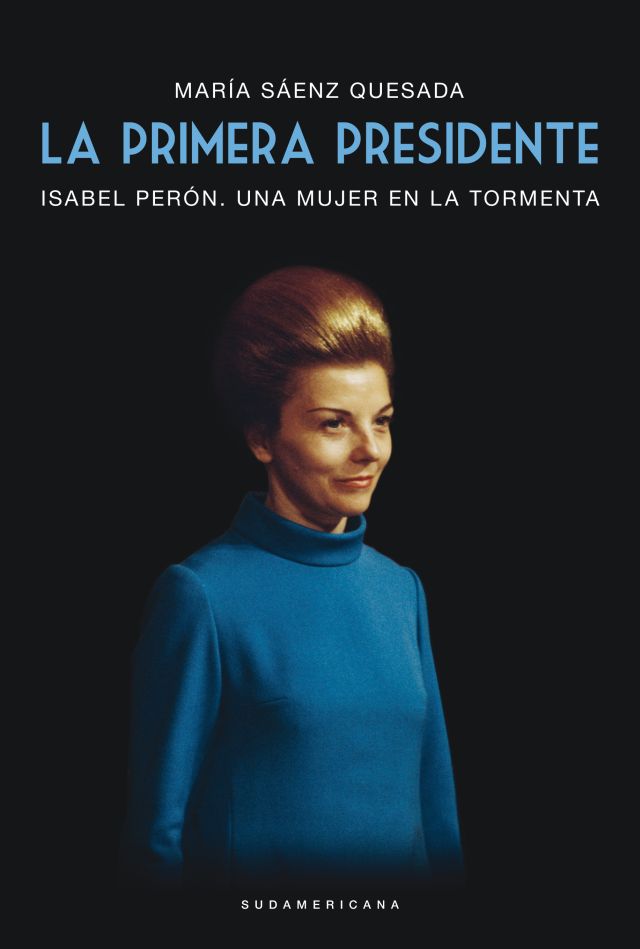 MARÍA SÁENZ QUESADA
LA PRIMERA PRESIDENTE
ISABEL PERÓN. UNA MUJER EN LA TORMENTA
SUDAMERICANA